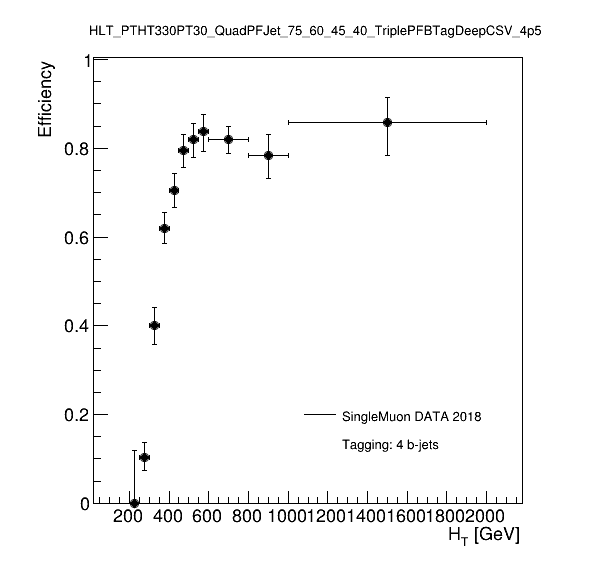 HLT_PTHT330PT30_QuadPFJet_75_60_45_40_TriplePFBTagDeepCSV_4p5
Efficiency
1
0.8
0.6
0.4
0.2
0
SingleMuon DATA 2018
Tagging: 4 b-jets
200 400 600 800 1000 1200 1400 1600 1800 2000
H_T [GeV]